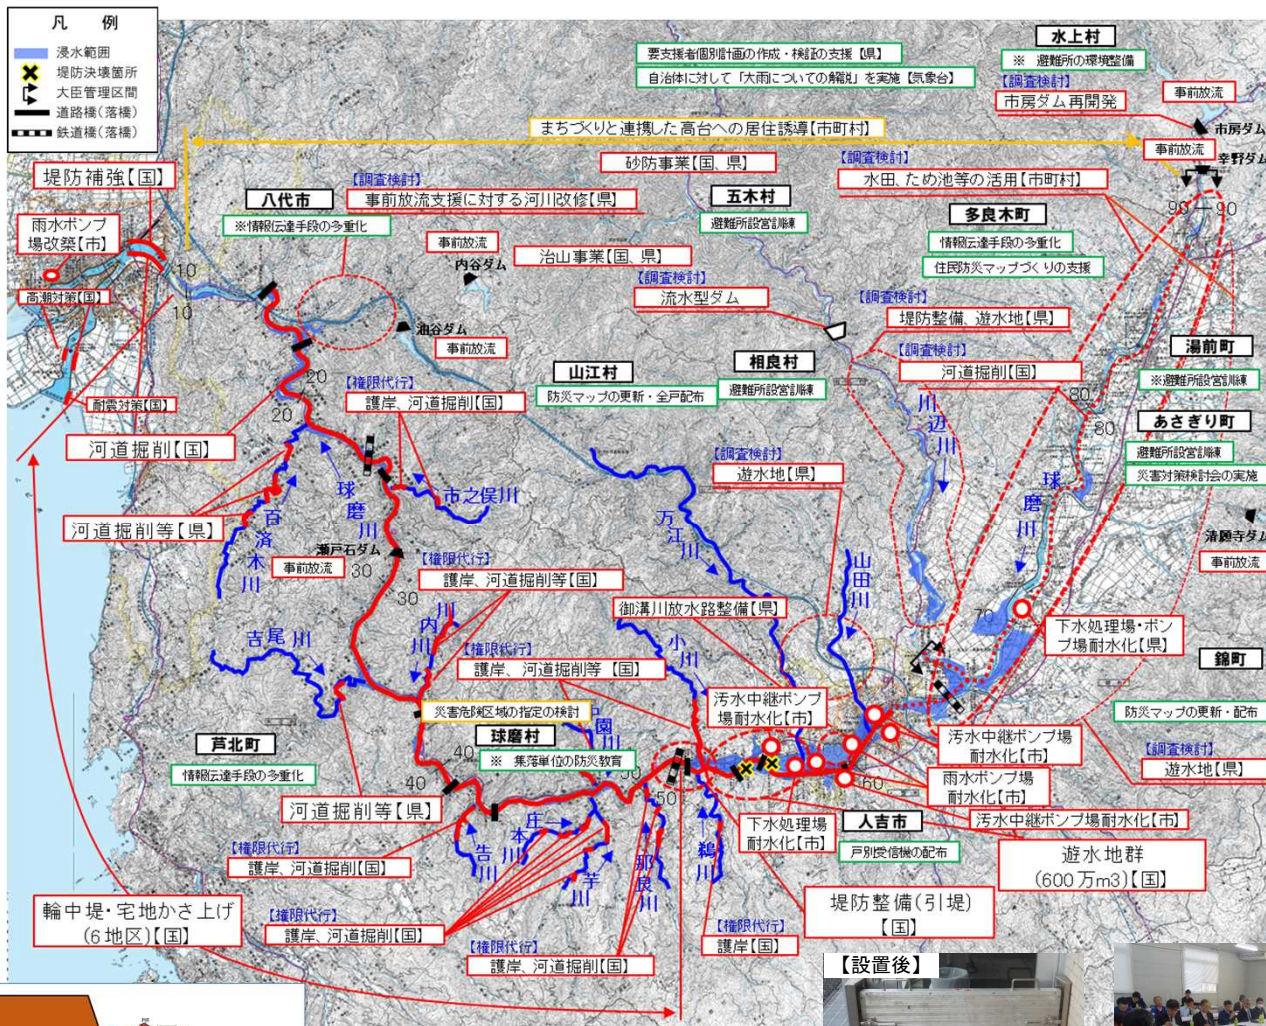 凡　例
浸水範囲
堤防決壊箇所
大臣管理区間
道路橋(落橋)
鉄道橋(落橋)
水上村
※　避難所の環境整備
要支援者個別計画の作成・検証の支援【県】
自治体に対して「大雨についての解説」を実施【気象台】
【調査検討】
市房ダム再開発
事前放流
市房ダム
まちづくりと連携した高台への居住誘導【市町村】
事前放流
幸野ダム
堤防補強【国】
砂防事業【国、県】
【調査検討】
水田、ため池等の活用【市町村】
八代市
【調査検討】
事前放流支援に対する河川改修【県】
五木村
避難所設営訓練
多良木町
90
90
雨水ポンプ
場改築【市】
※情報伝達手段の多重化
事前放流
内谷ダム
治山事業【国、県】
情報伝達手段の多重化
住民防災マップづくりの支援
10
10
高潮対策【国】
【調査検討】
流水型ダム
【調査検討】
堤防整備、遊水地【県】
油谷ダム
事前放流
湯前町
【調査検討】
河道掘削【国】
相良村
避難所設営訓練
山江村
防災マップの更新・全戸配布
※避難所設営訓練
20
20
【権限代行】
護岸、河道掘削【国】
耐震対策【国】
80
80
あさぎり町
避難所設営訓練
災害対策検討会の実施
河道掘削【国】
川辺川
【調査検討】
遊水地【県】
球磨川
市之俣川
球磨川
河道掘削等【県】
百済木川
万江川
清願寺ダム
事前放流
瀬戸石ダム
事前放流
30
30
【権限代行】
護岸、河道掘削等【国】
山田川
御溝川放水路整備【県】
70
下水処理場・ポン
プ場耐水化【県】
吉尾川
川内川
小川
【権限代行】
護岸、河道掘削等 【国】
錦町
防災マップの更新・配布
汚水中継ポンプ
場耐水化【市】
災害危険区域の指定の検討
園川
芦北町
情報伝達手段の多重化
球磨村
※　集落単位の防災教育
汚水中継ポンプ場
耐水化【市】
【調査検討】
遊水地【県】
40
40
50
60
雨水ポンプ場
耐水化【市】
河道掘削等【県】
汚水中継ポンプ場耐水化【市】
下水処理場
耐水化【市】
人吉市
戸別受信機の配布
庄本川
告川
芋川
那良川
鵜川
【権限代行】
護岸、河道掘削【国】
遊水地群
(600万m3)【国】
輪中堤・宅地かさ上げ
(6地区)【国】
【権限代行】
護岸、河道掘削【国】
堤防整備(引堤)
【国】
【権限代行】
護岸【国】
【権限代行】
護岸、河道掘削【国】
【設置後】